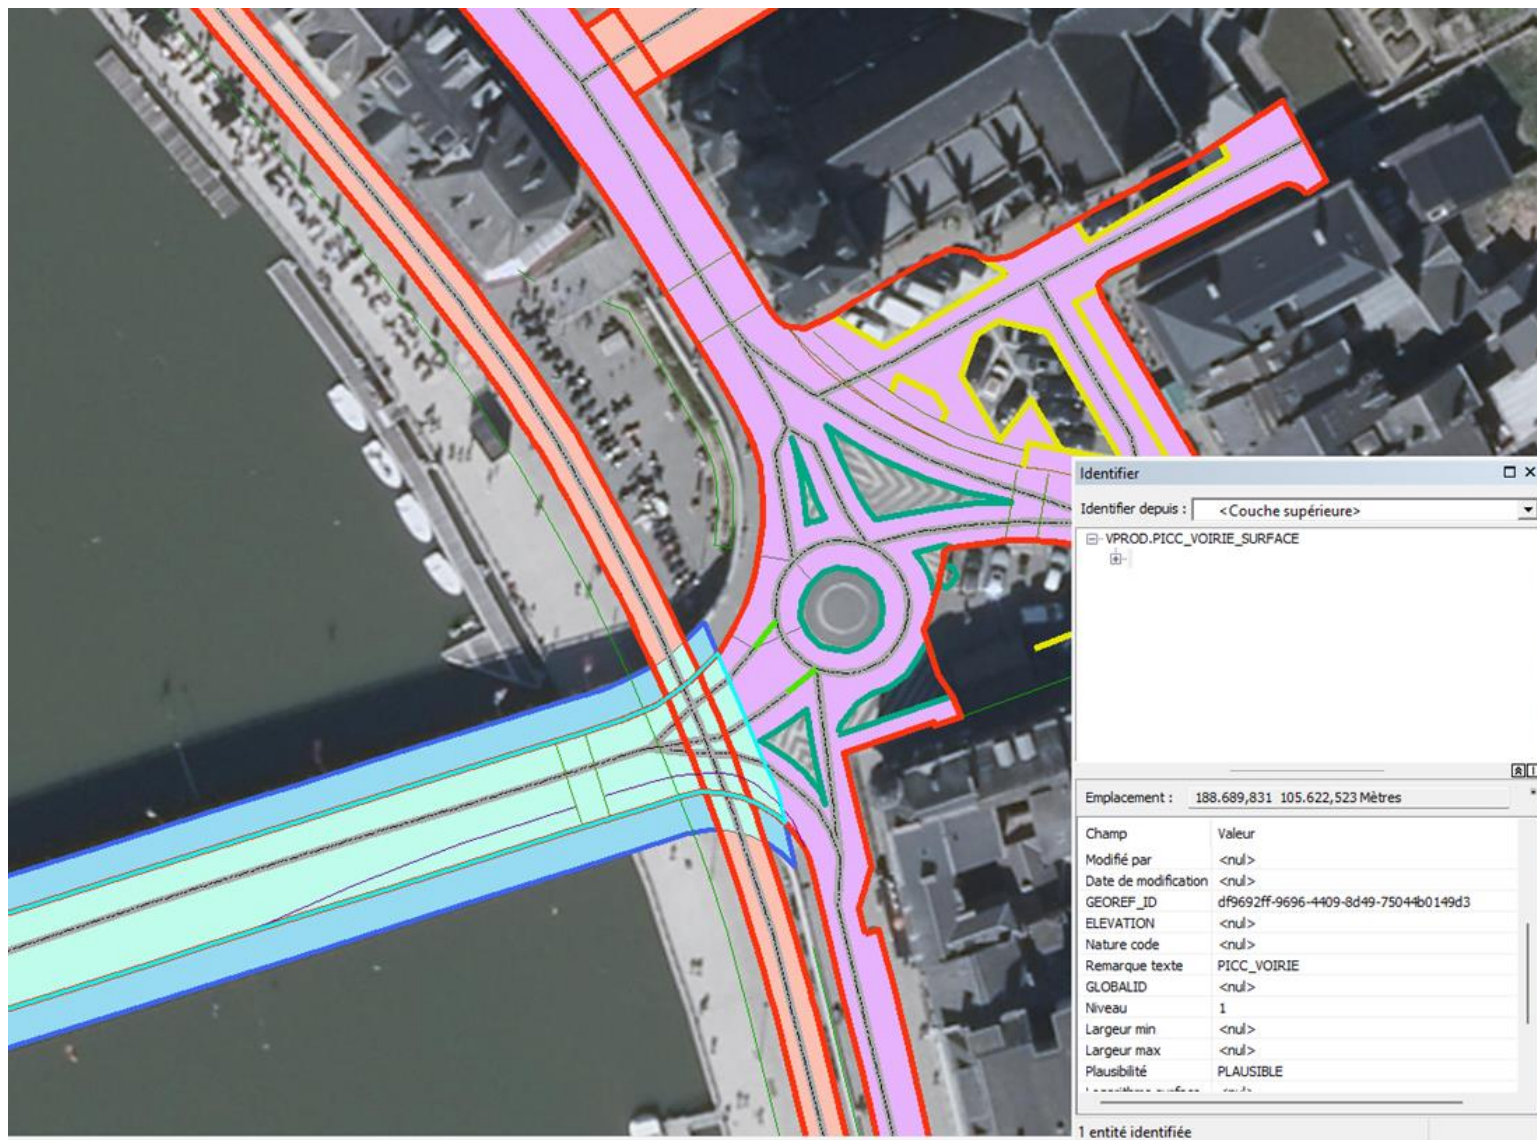 Identifier
Identifier depuis : <Couche supérieure>
VPROD.PICC_VOIRIE_SURFACE
Emplacement : 188.689,831 105.622,523 Mètres
Champ Valeur
Modifié par <nul>
Date de modification <nul>
GEOREF_ID df9692ff-9696-4409-8d49-75044b0149d3
ELEVATION <nul>
Nature code <nul>
Remarque texte PICC_VOIRIE
GLOBALID <nul>
Niveau 1
Largeur min <nul>
Largeur max <nul>
Plausibilité PLAUSIBLE
<nul>
1 entité identifiée